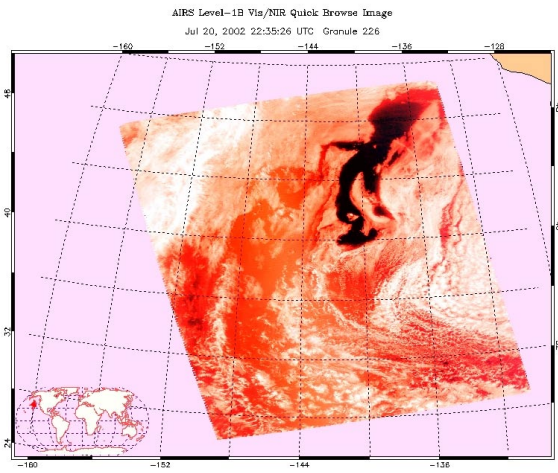 AIRS Level-1B Vis/NIR Quick Browse Image
Jul 20, 2002 22:35:26 UTC Granule 226
-160 -152 -144 -136 -128
48
40
32
24
-160 -152 -144 -136